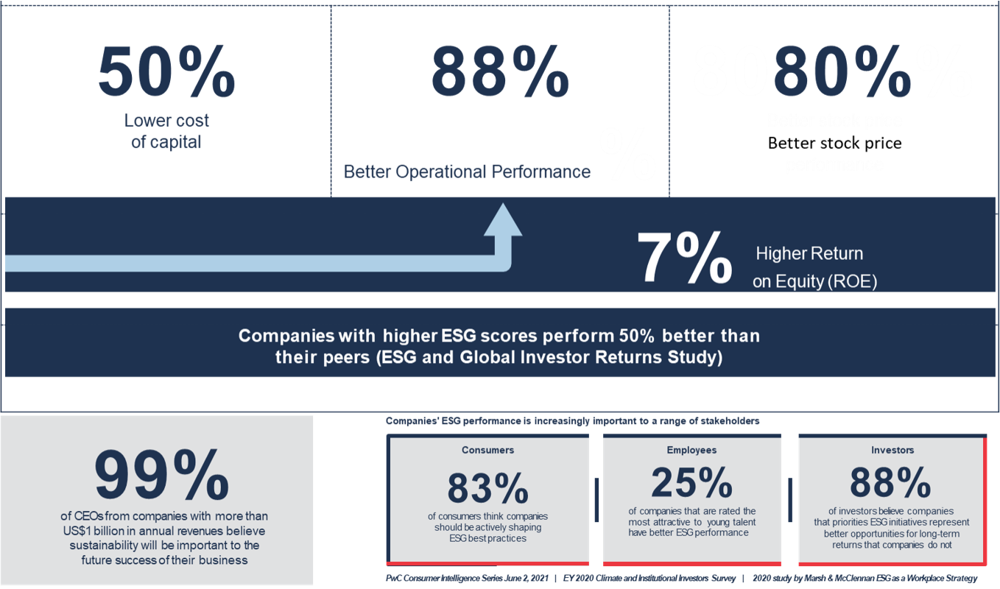 50%
Lower cost
of capital
88%
Better Operational Performance
80%
Better stock price
7%
Higher Return
on Equity (ROE)
Companies with higher ESG scores perform 50% better than
their peers (ESG and Global Investor Returns Study)
99%
of CEOs from companies with more than
US$1 billion in annual revenues believe
sustainability will be important to the
future success of their business
Companies' ESG performance is increasingly important to a range of stakeholders
Consumers
83%
of consumers think companies
should be actively shaping
ESG best practices
Employees
25%
of companies that are rated the
most attractive to young talent
have better ESG performance
Investors
88%
of investors believe companies
that priorities ESG initiatives represent
better opportunities for long-term
returns that companies do not
PwC Consumer Intelligence Series June 2, 2021 | EY 2020 Climate and Institutional Investors Survey | 2020 study by Marsh & McClennan ESG as a Workplace Strategy